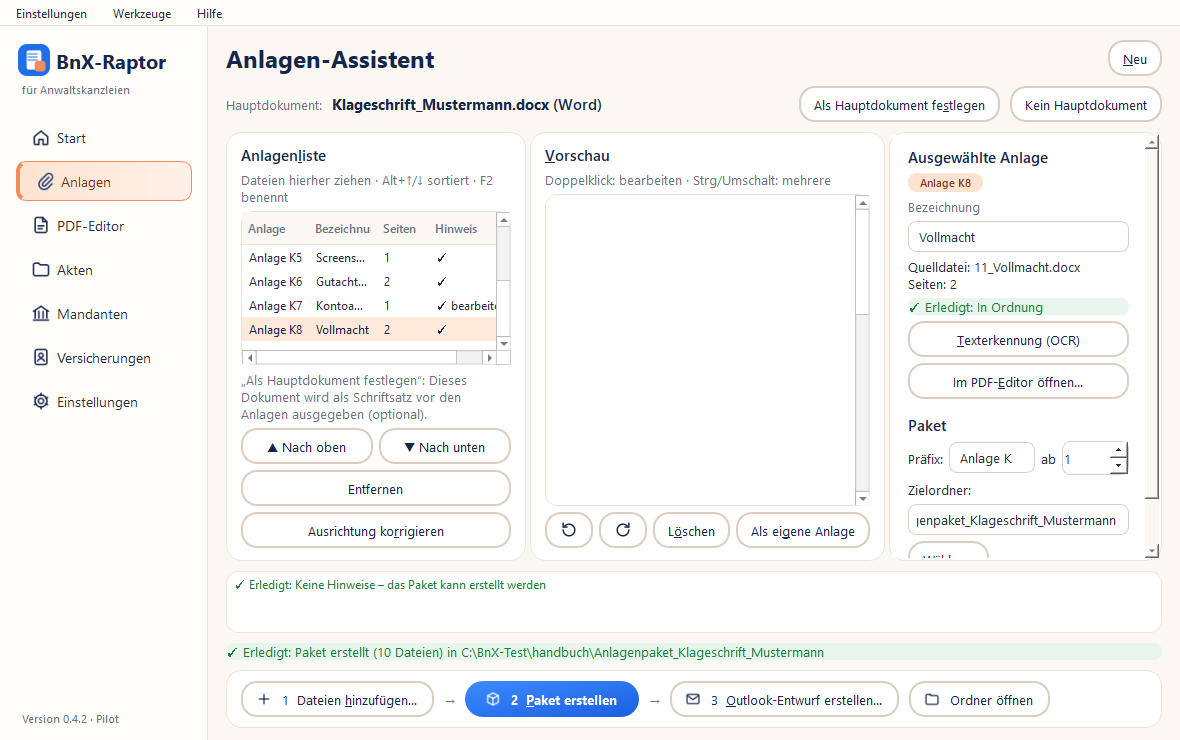 Einstellungen Werkzeuge Hilfe
BnX-Raptor
für Anwaltskanzleien
Start
Anlagen
PDF-Editor
Akten
Mandanten
Versicherungen
Einstellungen
Version 0.4.2 · Pilot
Anlagen-Assistent
Neu
Hauptdokument: Klageschrift_Mustermann.docx (Word)
Als Hauptdokument festlegen Kein Hauptdokument
Anlagenliste
Dateien hierher ziehen · Alt+↑/↓ sortiert · F2
benennt
Anlage Bezeichnu Seiten Hinweis
Anlage K5 Screens... 1 ✓
Anlage K6 Gutacht... 2 ✓
Anlage K7 Kontoa... 1 ✓ bearbeite
Anlage K8 Vollmacht 2 ✓
„Als Hauptdokument festlegen“: Dieses
Dokument wird als Schriftsatz vor den
Anlagen ausgegeben (optional).
▲ Nach oben ▼ Nach unten
Entfernen
Ausrichtung korrigieren
Vorschau
Doppelklick: bearbeiten · Strg/Umschalt: mehrere
Löschen Als eigene Anlage
Ausgewählte Anlage
Anlage K8
Bezeichnung
Vollmacht
Quelldatei: 11_Vollmacht.docx
Seiten: 2
✓ Erledigt: In Ordnung
Texterkennung (OCR)
Im PDF-Editor öffnen...
Paket
Präfix: Anlage K ab 1
Zielordner:
genpaket_Klageschrift_Mustermann
✓ Erledigt: Keine Hinweise – das Paket kann erstellt werden
✓ Erledigt: Paket erstellt (10 Dateien) in C:\BnX-Test\handbuch\Anlagenpaket_Klageschrift_Mustermann
1 Dateien hinzufügen... → 2 Paket erstellen → 3 Outlook-Entwurf erstellen... Ordner öffnen